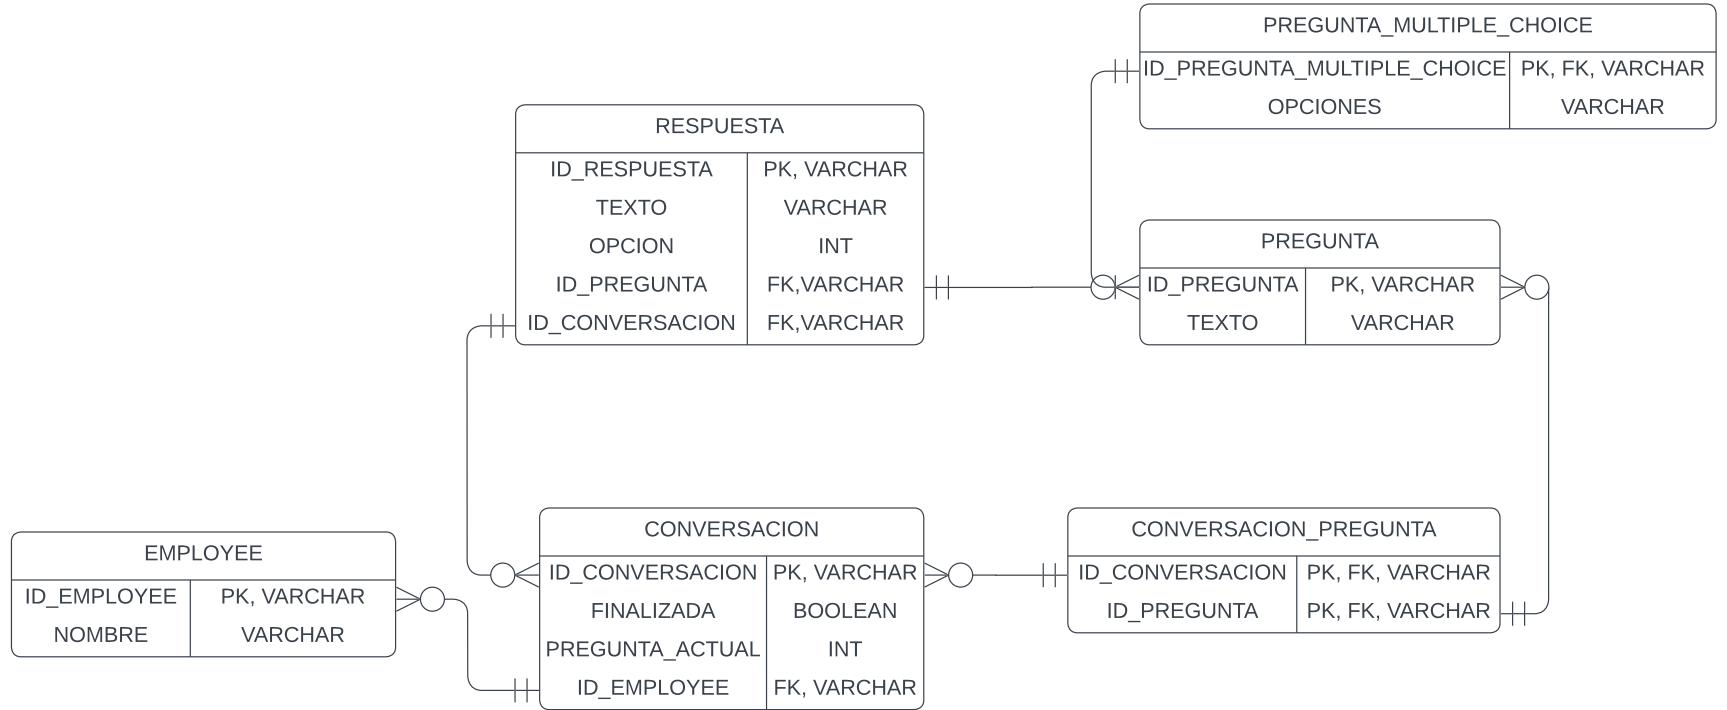 PREGUNTA_MULTIPLE_CHOICE
ID_PREGUNTA_MULTIPLE_CHOICE PK, FK, VARCHAR
OPCIONES VARCHAR
RESPUESTA
ID_RESPUESTA PK, VARCHAR
TEXTO VARCHAR
OPCION INT
ID_PREGUNTA FK,VARCHAR
ID_CONVERSACION FK,VARCHAR
PREGUNTA
ID_PREGUNTA PK, VARCHAR
TEXTO VARCHAR
EMPLOYEE
ID_EMPLOYEE PK, VARCHAR
NOMBRE VARCHAR
CONVERSACION
ID_CONVERSACION PK, VARCHAR
FINALIZADA BOOLEAN
PREGUNTA_ACTUAL INT
ID_EMPLOYEE FK, VARCHAR
CONVERSACION_PREGUNTA
ID_CONVERSACION PK, FK, VARCHAR
ID_PREGUNTA PK, FK, VARCHAR